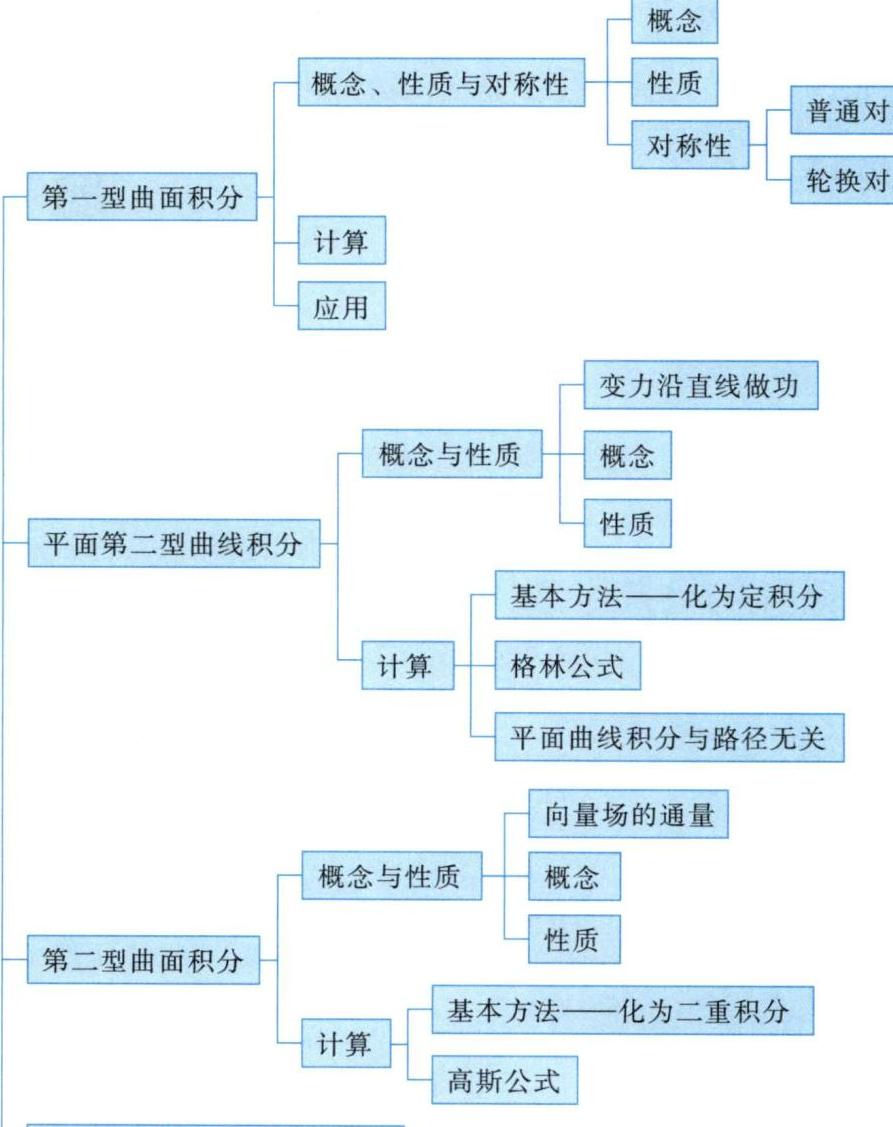 概念
概念、性质与对称性
性质
普通对
对称性
轮换对
第一型曲面积分
计算
应用
变力沿直线做功
概念与性质
概念
性质
平面第二型曲线积分
基本方法——化为定积分
计算
格林公式
平面曲线积分与路径无关
向量场的通量
概念与性质
概念
性质
第二型曲面积分
基本方法——化为二重积分
计算
高斯公式